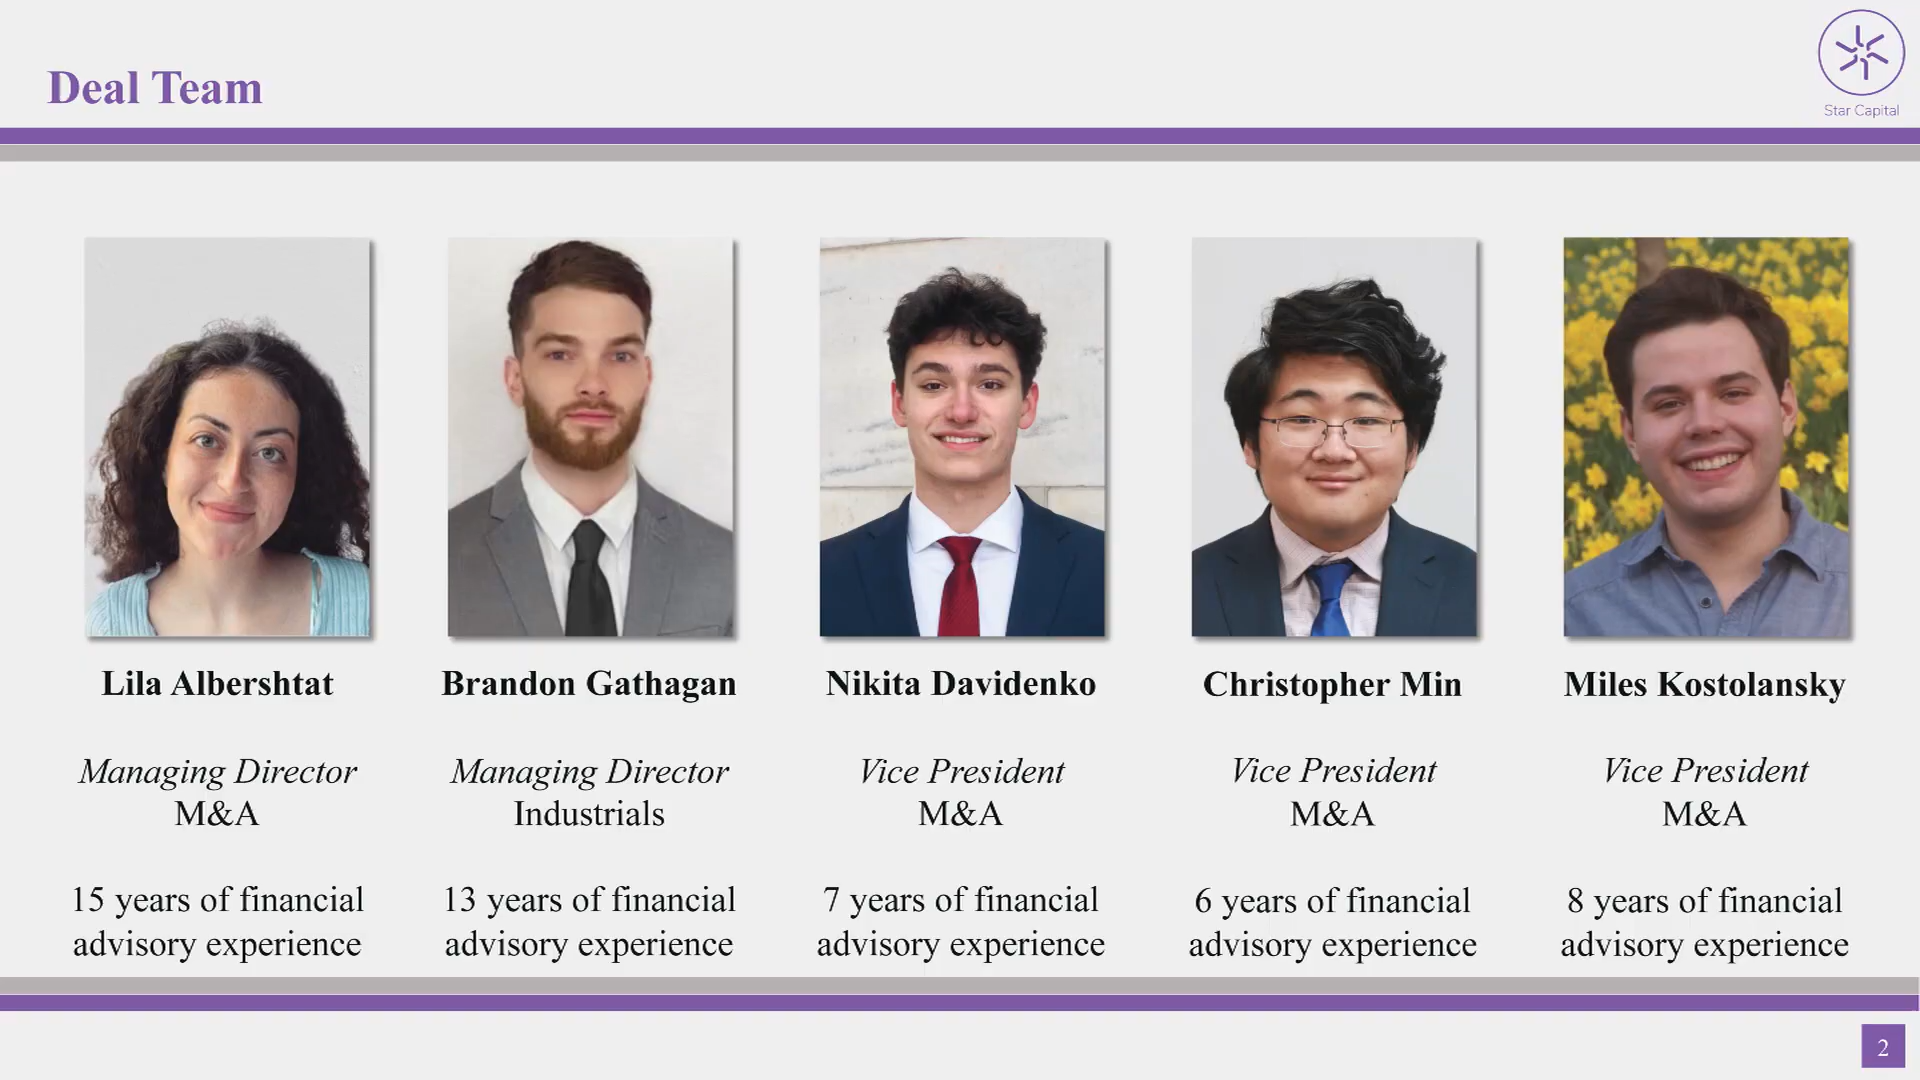 Deal Team
Star Capital
Lila Albershtat
Managing Director
M&A
15 years of financial
advisory experience
Brandon Gathagan
Managing Director
Industrials
13 years of financial
advisory experience
Nikita Davidenko
Vice President
M&A
7 years of financial
advisory experience
Christopher Min
Vice President
M&A
6 years of financial
advisory experience
Miles Kostolansky
Vice President
M&A
8 years of financial
advisory experience
2